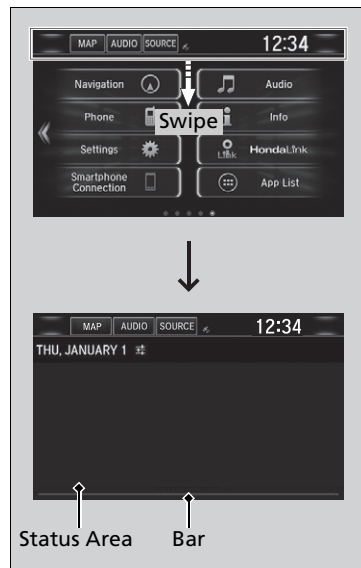 MAP AUDIO SOURCE 12:34
Navigation Audio
Phone Swipe Info
Settings Link HondaLink
Smartphone
Connection App List
MAP AUDIO SOURCE 12:34
THU, JANUARY 1
Status Area Bar